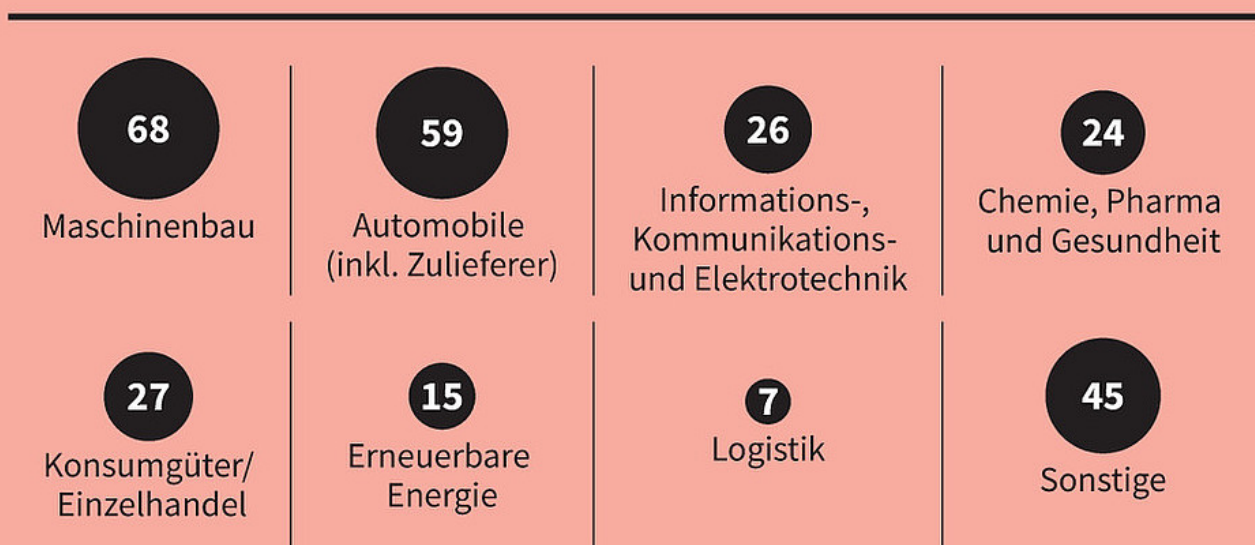 68
Maschinenbau
59
Automobile
(inkl. Zulieferer)
26
Informations-,
Kommunikations-
und Elektrotechnik
24
Chemie, Pharma
und Gesundheit
27
Konsumgüter/
Einzelhandel
15
Erneuerbare
Energie
7
Logistik
45
Sonstige